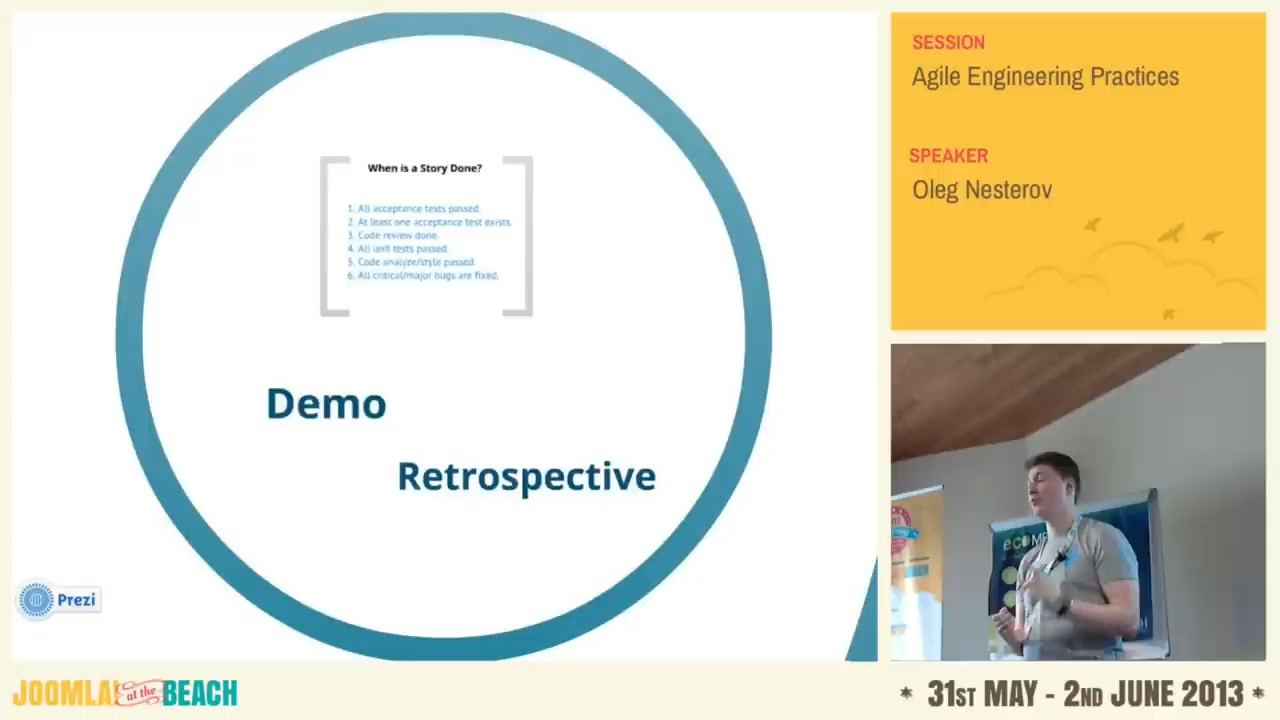 When is a Story Done?
1. All acceptance tests passed.
2. At least one acceptance test exists.
3. Code review done.
4. All unit tests passed.
5. Code analyze/style passed.
6. All critical/major bugs are fixed.
Demo
Retrospective
Prezi
SESSION
Agile Engineering Practices
SPEAKER
Oleg Nesterov
JOOMLA! at the BEACH
* 31ST MAY - 2ND JUNE 2013 *